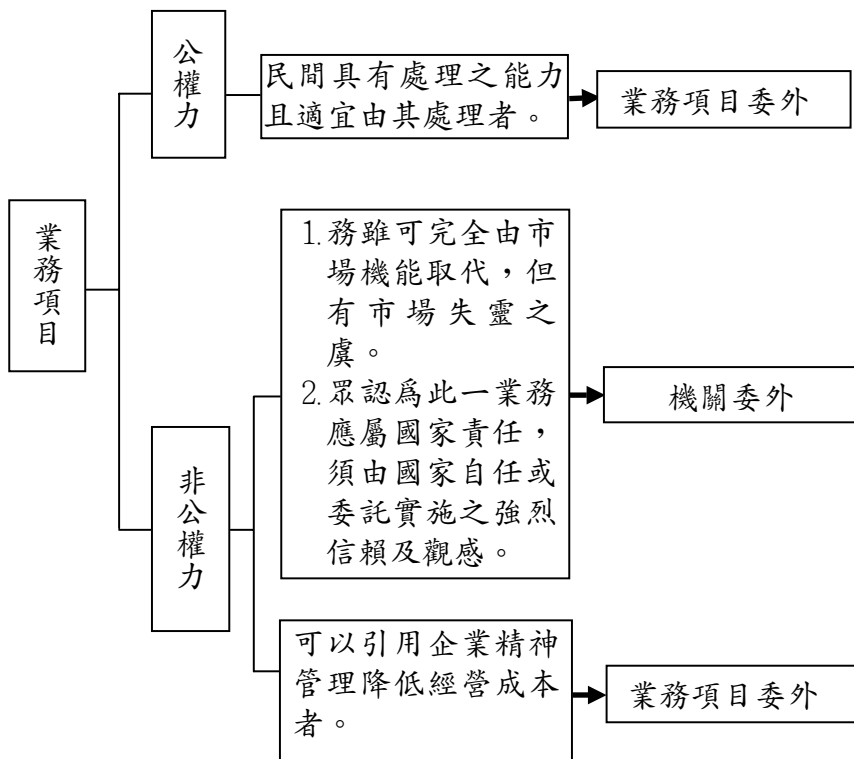 業務項目
公權力
民間具有處理之能力
且適宜由其處理者。
業務項目委外
非公權力
1.務雖可完全由市
場機能取代，但
有市場失靈之
虞。
2.眾認為此一業務
應屬國家責任，
須由國家自任或
委託實施之強烈
信賴及觀感。
機關委外
可以引用企業精神
管理降低經營成本
者。
業務項目委外